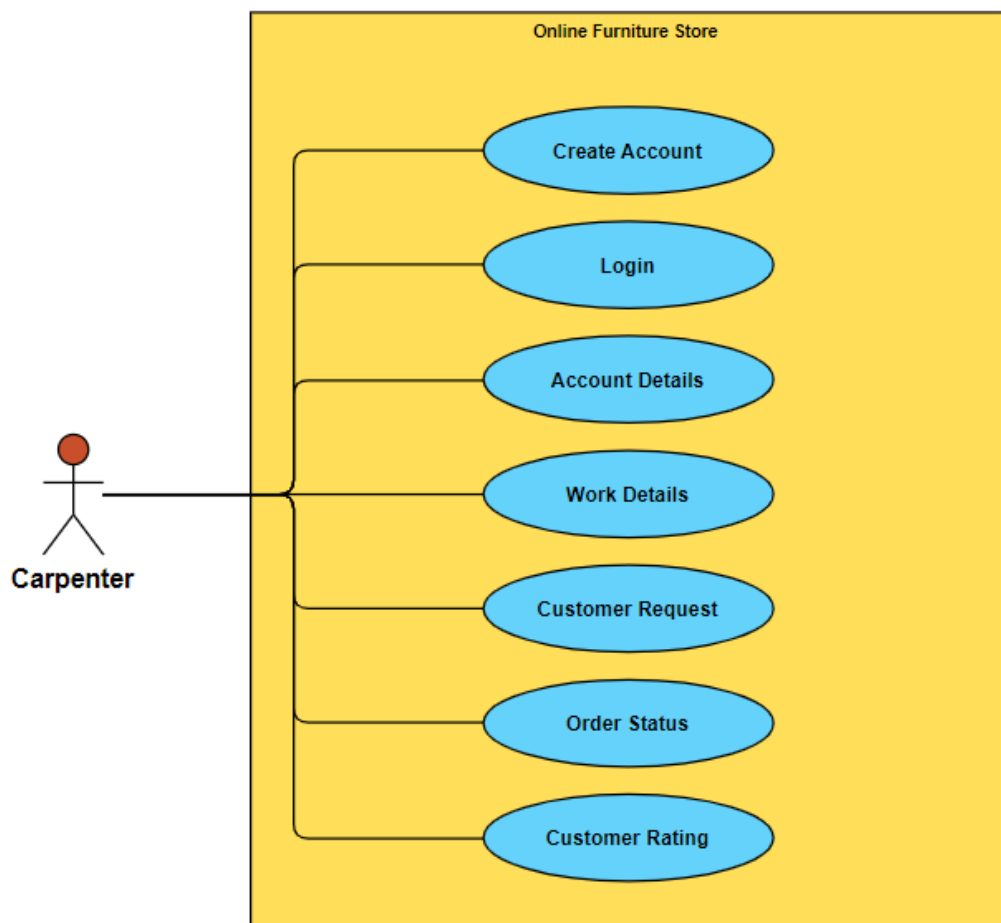 Online Furniture Store
Create Account
Login
Account Details
Work Details
Carpenter
Customer Request
Order Status
Customer Rating